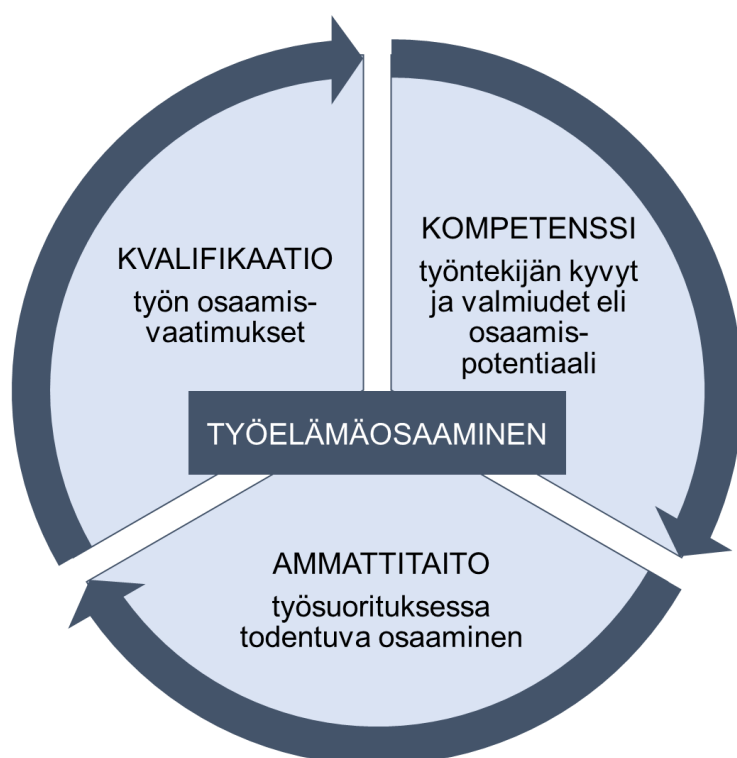 KVALIFIKAATIO
työn osaamis-
vaatimukset
KOMPETENSSI
työntekijän kyvyt
ja valmiudet eli
osaamis-
potentiaali
TYÖELÄMÄOSAAMINEN
AMMATTITAITO
työsuorituksessa
todentuva osaaminen